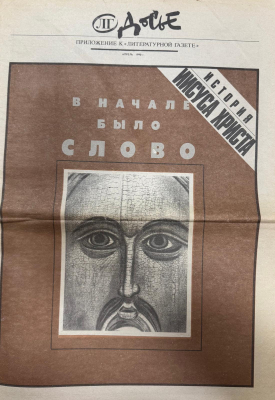 ЛГ ДОСЬЕ
ПРИЛОЖЕНИЕ К «ЛИТЕРАТУРНОЙ ГАЗЕТЕ»
ИСТОРИЯ
ИИСУСА ХРИСТА
В НАЧАЛЕ
БЫЛО
СЛОВО